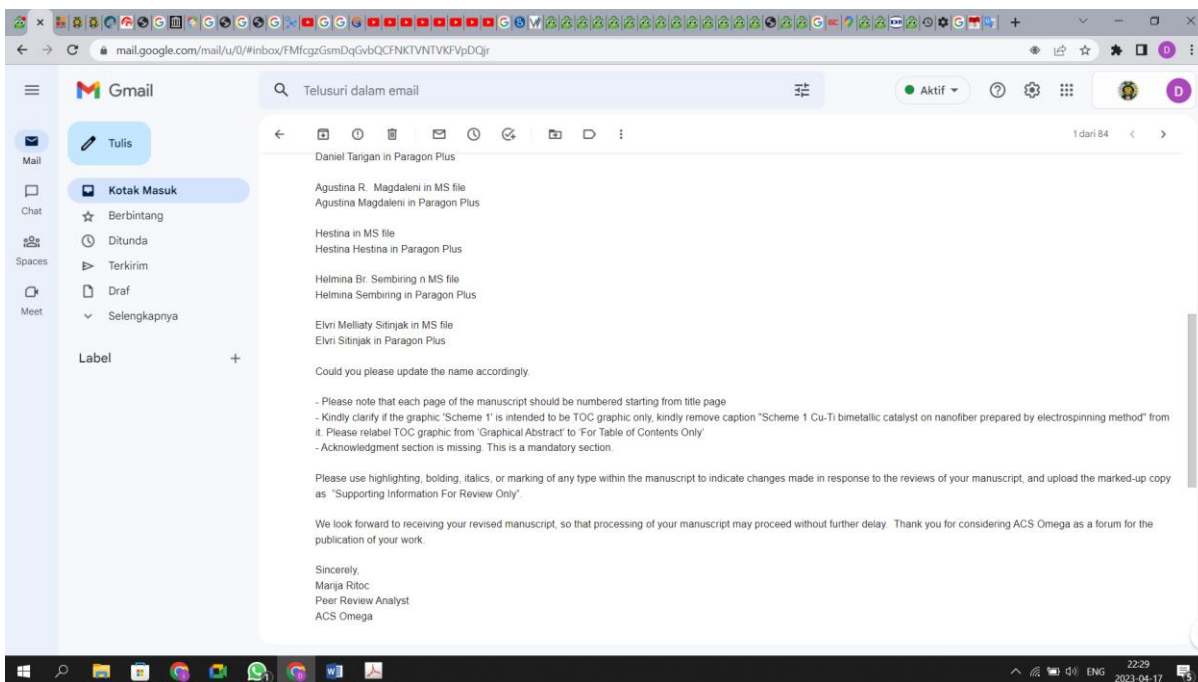 mail.google.com/mail/u/0/#inbox/FMfcgzGsmDqGvbQCFNKTVNTVKFVpDQjr
Gmail
Telusuri dalam email
Aktif
D
Mail
Chat
Spaces
Meet
Tulis
Kotak Masuk
Berbintang
Ditunda
Terkirim
Draf
Selengkapnya
Label
1 dari 84
Daniel Tarigan in Paragon Plus
Agustina R. Magdaleni in MS file
Agustina Magdaleni in Paragon Plus
Hestina in MS file
Hestina Hestina in Paragon Plus
Helmina Br. Sembiring n MS file
Helmina Sembiring in Paragon Plus
Elvri Melliaty Sitinjak in MS file
Elvri Sitinjak in Paragon Plus
Could you please update the name accordingly.
- Please note that each page of the manuscript should be numbered starting from title page
- Kindly clarify if the graphic 'Scheme 1' is intended to be TOC graphic only, kindly remove caption "Scheme 1 Cu-Ti bimetallic catalyst on nanofiber prepared by electrospinning method" from
it. Please relabel TOC graphic from 'Graphical Abstract' to 'For Table of Contents Only'
- Acknowledgment section is missing. This is a mandatory section.
Please use highlighting, bolding, italics, or marking of any type within the manuscript to indicate changes made in response to the reviews of your manuscript, and upload the marked-up copy
as "Supporting Information For Review Only".
We look forward to receiving your revised manuscript, so that processing of your manuscript may proceed without further delay. Thank you for considering ACS Omega as a forum for the
publication of your work.
Sincerely,
Marija Ritoc
Peer Review Analyst
ACS Omega
ENG
22:29
2023-04-17